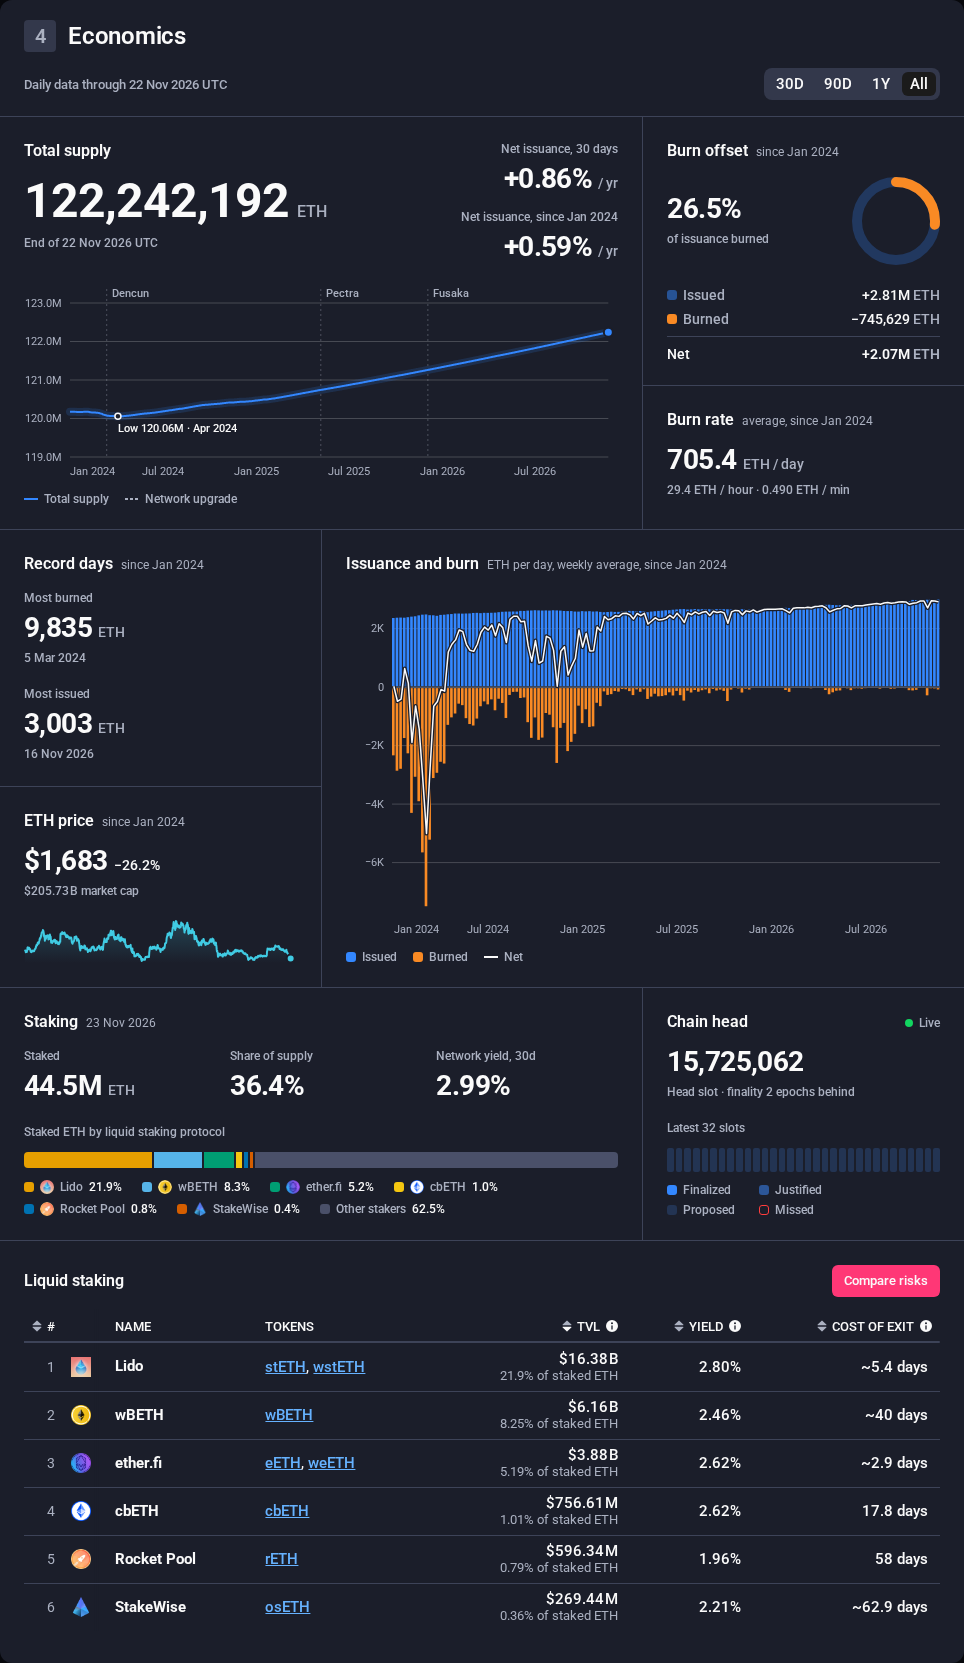 4 Economics
Daily data through 22 Nov 2026 UTC
30D 90D 1Y All
Total supply
122,242,192 ETH
End of 22 Nov 2026 UTC
Net issuance, 30 days
+0.86% / yr
Net issuance, since Jan 2024
+0.59% / yr
Dencun Pectra Fusaka
123.0M
122.0M
121.0M
120.0M
Low 120.06M · Apr 2024
119.0M
Jan 2024 Jul 2024 Jan 2025 Jul 2025 Jan 2026 Jul 2026
Total supply Network upgrade
Burn offset since Jan 2024
26.5%
of issuance burned
Issued +2.81M ETH
Burned −745,629 ETH
Net +2.07M ETH
Burn rate average, since Jan 2024
705.4 ETH / day
29.4 ETH / hour · 0.490 ETH / min
Record days since Jan 2024
Most burned
9,835 ETH
5 Mar 2024
Most issued
3,003 ETH
16 Nov 2026
ETH price since Jan 2024
$1,683 −26.2%
$205.73B market cap
Issuance and burn ETH per day, weekly average, since Jan 2024
2K
0
−2K
−4K
−6K
Jan 2024 Jul 2024 Jan 2025 Jul 2025 Jan 2026 Jul 2026
Issued Burned Net
Staking 23 Nov 2026
Staked Share of supply Network yield, 30d
44.5M ETH 36.4% 2.99%
Staked ETH by liquid staking protocol
Lido 21.9% wBETH 8.3% ether.fi 5.2% cbETH 1.0%
Rocket Pool 0.8% StakeWise 0.4% Other stakers 62.5%
Chain head Live
15,725,062
Head slot · finality 2 epochs behind
Latest 32 slots
Finalized Justified
Proposed Missed
Liquid staking Compare risks
# NAME TOKENS TVL YIELD COST OF EXIT
1 Lido stETH, wstETH $16.38B 2.80% ~5.4 days
21.9% of staked ETH
2 wBETH wBETH $6.16B 2.46% ~40 days
8.25% of staked ETH
3 ether.fi eETH, weETH $3.88B 2.62% ~2.9 days
5.19% of staked ETH
4 cbETH cbETH $756.61M 2.62% 17.8 days
1.01% of staked ETH
5 Rocket Pool rETH $596.34M 1.96% 58 days
0.79% of staked ETH
6 StakeWise osETH $269.44M 2.21% ~62.9 days
0.36% of staked ETH